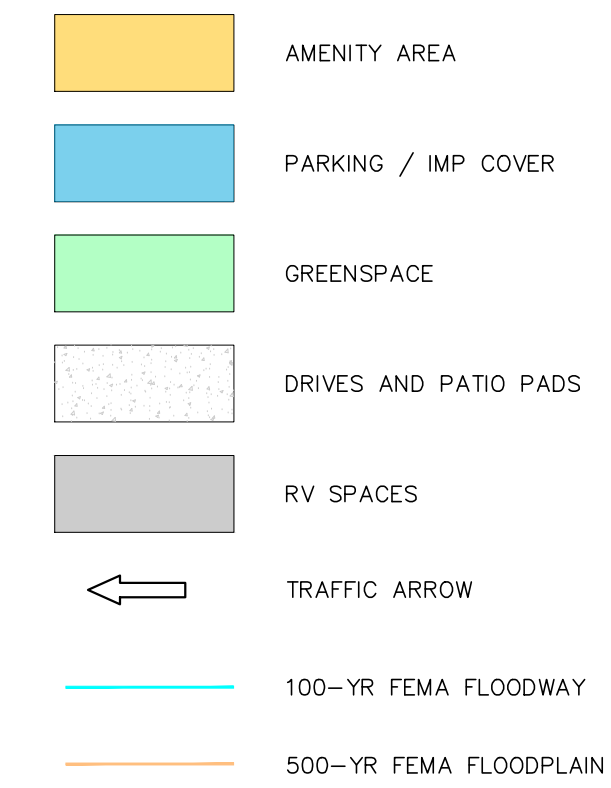 AMENITY AREA
PARKING / IMP COVER
GREENSPACE
DRIVES AND PATIO PADS
RV SPACES
TRAFFIC ARROW
100-YR FEMA FLOODWAY
500-YR FEMA FLOODPLAIN